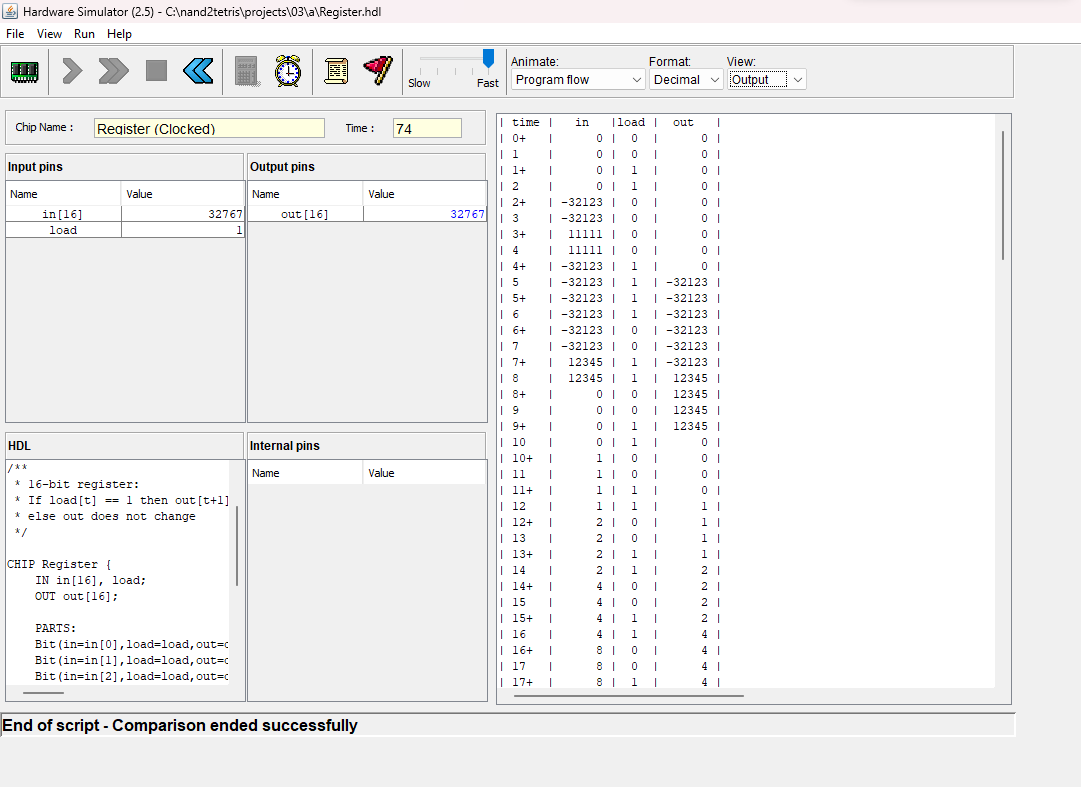 Hardware Simulator (2.5) - C:\nand2tetris\projects\03\a\Register.hdl
File View Run Help
Slow Fast
Animate: Format: View:
Program flow Decimal Output
Chip Name : Register (Clocked) Time : 74
Input pins
Name Value
in[16] 32767
load 1
Output pins
Name Value
out[16] 32767
HDL
/**
* 16-bit register:
* If load[t] == 1 then out[t+1]
* else out does not change
*/
CHIP Register {
IN in[16], load;
OUT out[16];
PARTS:
Bit(in=in[0],load=load,out=o
Bit(in=in[1],load=load,out=o
Bit(in=in[2],load=load,out=o
Internal pins
Name Value
| time | in |load | out |
| 0+ | 0 | 0 | 0 |
| 1 | 0 | 0 | 0 |
| 1+ | 0 | 1 | 0 |
| 2 | 0 | 1 | 0 |
| 2+ | -32123 | 0 | 0 |
| 3 | -32123 | 0 | 0 |
| 3+ | 11111 | 0 | 0 |
| 4 | 11111 | 0 | 0 |
| 4+ | -32123 | 1 | 0 |
| 5 | -32123 | 1 | -32123 |
| 5+ | -32123 | 1 | -32123 |
| 6 | -32123 | 1 | -32123 |
| 6+ | -32123 | 0 | -32123 |
| 7 | -32123 | 0 | -32123 |
| 7+ | 12345 | 1 | -32123 |
| 8 | 12345 | 1 | 12345 |
| 8+ | 0 | 0 | 12345 |
| 9 | 0 | 0 | 12345 |
| 9+ | 0 | 1 | 12345 |
| 10 | 0 | 1 | 0 |
| 10+ | 1 | 0 | 0 |
| 11 | 1 | 0 | 0 |
| 11+ | 1 | 1 | 0 |
| 12 | 1 | 1 | 1 |
| 12+ | 2 | 0 | 1 |
| 13 | 2 | 0 | 1 |
| 13+ | 2 | 1 | 1 |
| 14 | 2 | 1 | 2 |
| 14+ | 4 | 0 | 2 |
| 15 | 4 | 0 | 2 |
| 15+ | 4 | 1 | 2 |
| 16 | 4 | 1 | 4 |
| 16+ | 8 | 0 | 4 |
| 17 | 8 | 0 | 4 |
| 17+ | 8 | 1 | 4 |
End of script - Comparison ended successfully